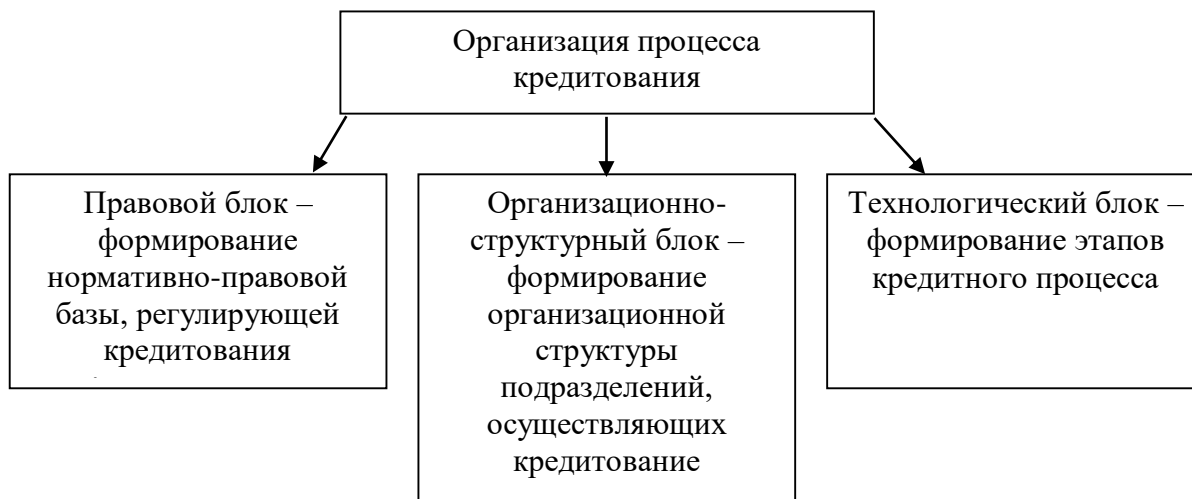 Организация процесса
кредитования
Правовой блок –
формирование
нормативно-правовой
базы, регулирующей
кредитования
Организационно-
структурный блок –
формирование
организационной
структуры
подразделений,
осуществляющих
кредитование
Технологический блок –
формирование этапов
кредитного процесса